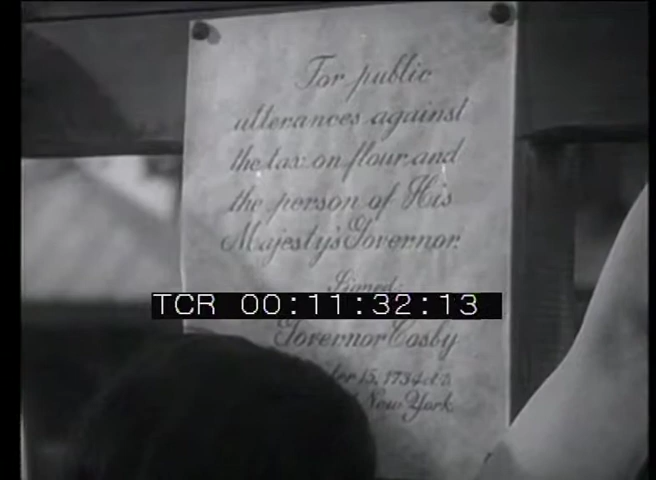 For public
utterances against
the tax on flour and
the person of His
Majesty's Governor.
Signed:
TCR 00:11:32:13
Governor Cosby
15, 1734
New York